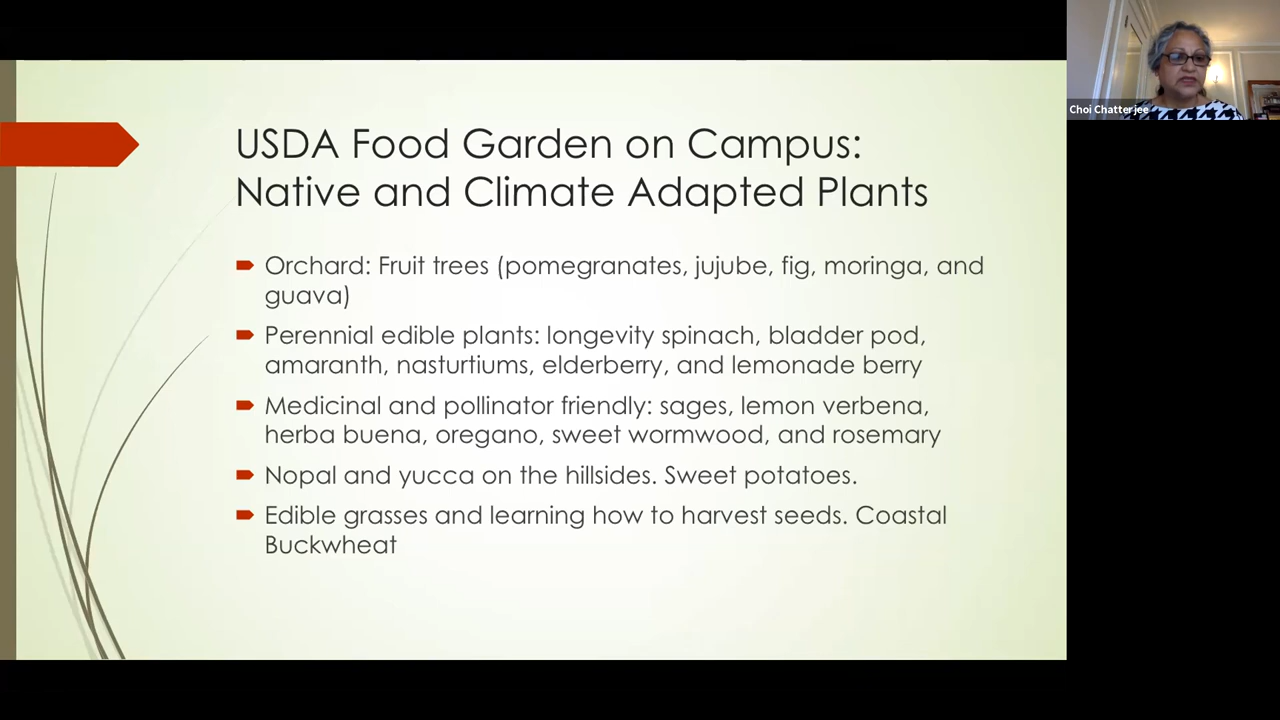 USDA Food Garden on Campus:
Native and Climate Adapted Plants
Orchard: Fruit trees (pomegranates, jujube, fig, moringa, and
guava)
Perennial edible plants: longevity spinach, bladder pod,
amaranth, nasturtiums, elderberry, and lemonade berry
Medicinal and pollinator friendly: sages, lemon verbena,
herba buena, oregano, sweet wormwood, and rosemary
Nopal and yucca on the hillsides. Sweet potatoes.
Edible grasses and learning how to harvest seeds. Coastal
Buckwheat
Choi Chatterjee